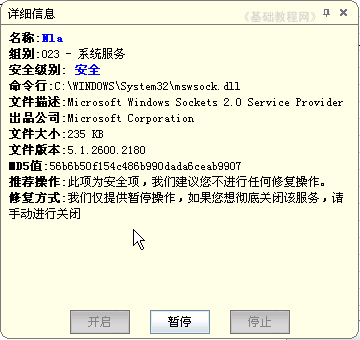 详细信息
《基础教程网》
名称:Nla
组别:023 - 系统服务
安全级别: 安全
命令行:C:\WINDOWS\System32\mswsock.dll
文件描述:Microsoft Windows Sockets 2.0 Service Provider
出品公司:Microsoft Corporation
文件大小:235 KB
文件版本:5.1.2600.2180
MD5值:56b6b50f154c486b990dada6ceab9907
推荐操作:此项为安全项，我们建议您不进行任何修复操作。
修复方式:我们仅提供暂停操作，如果您想彻底关闭该服务，请
手动进行关闭
开启 暂停 停止